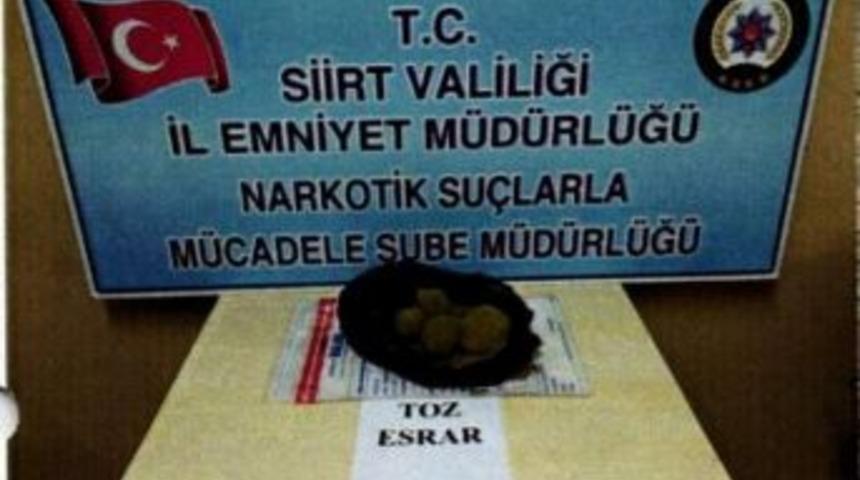 T.C.
SİİRT VALİLİĞİ
İL EMNİYET MÜDÜRLÜĞÜ
NARKOTİK SUÇLARLA
MÜCADELE ŞUBE MÜDÜRLÜĞÜ
TOZ
ESRAR